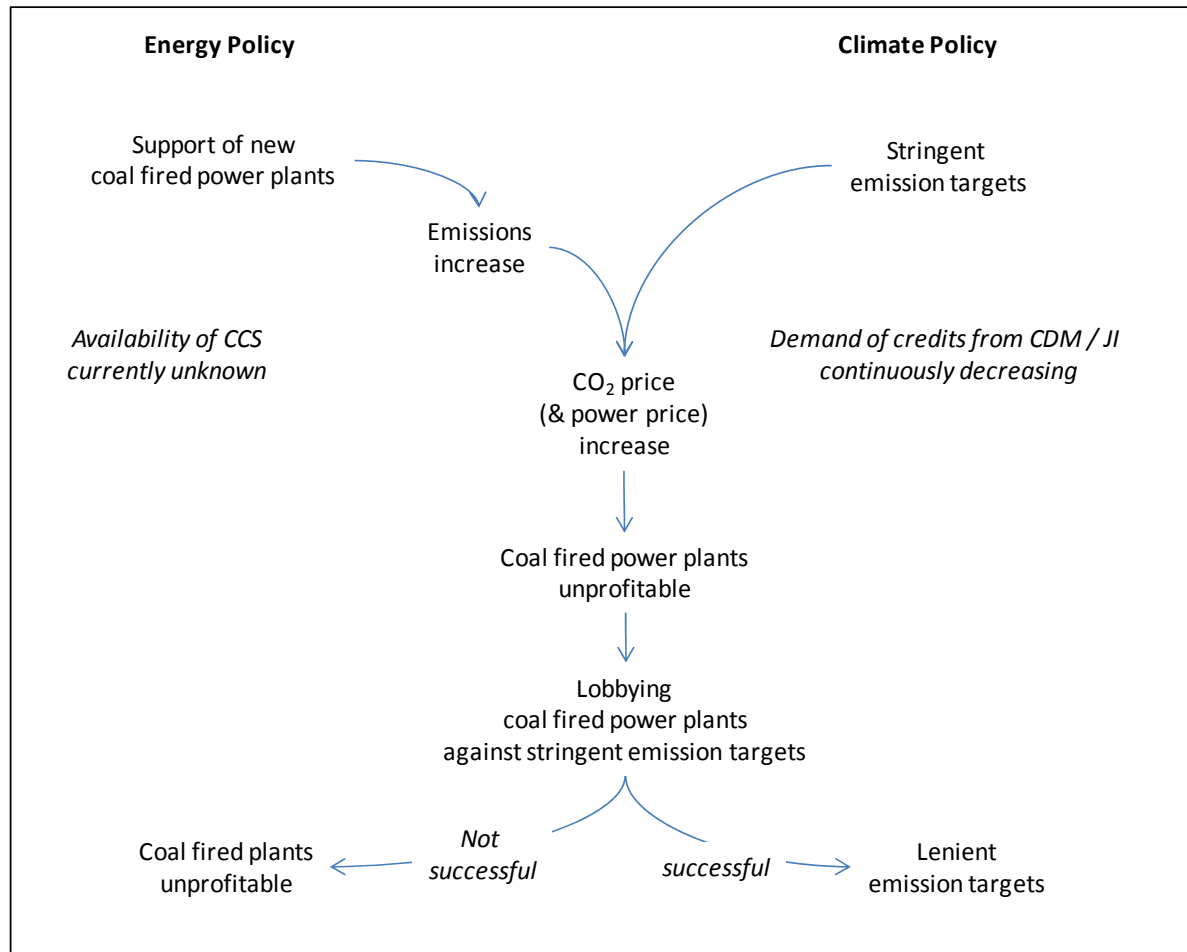 Energy Policy
Climate Policy
Support of new
coal fired power plants
Stringent
emission targets
Emissions
increase
Availability of CCS
currently unknown
Demand of credits from CDM / JI
continuously decreasing
CO₂ price
(& power price)
increase
Coal fired power plants
unprofitable
Lobbying
coal fired power plants
against stringent emission targets
Not
successful
successful
Coal fired plants
unprofitable
Lenient
emission targets